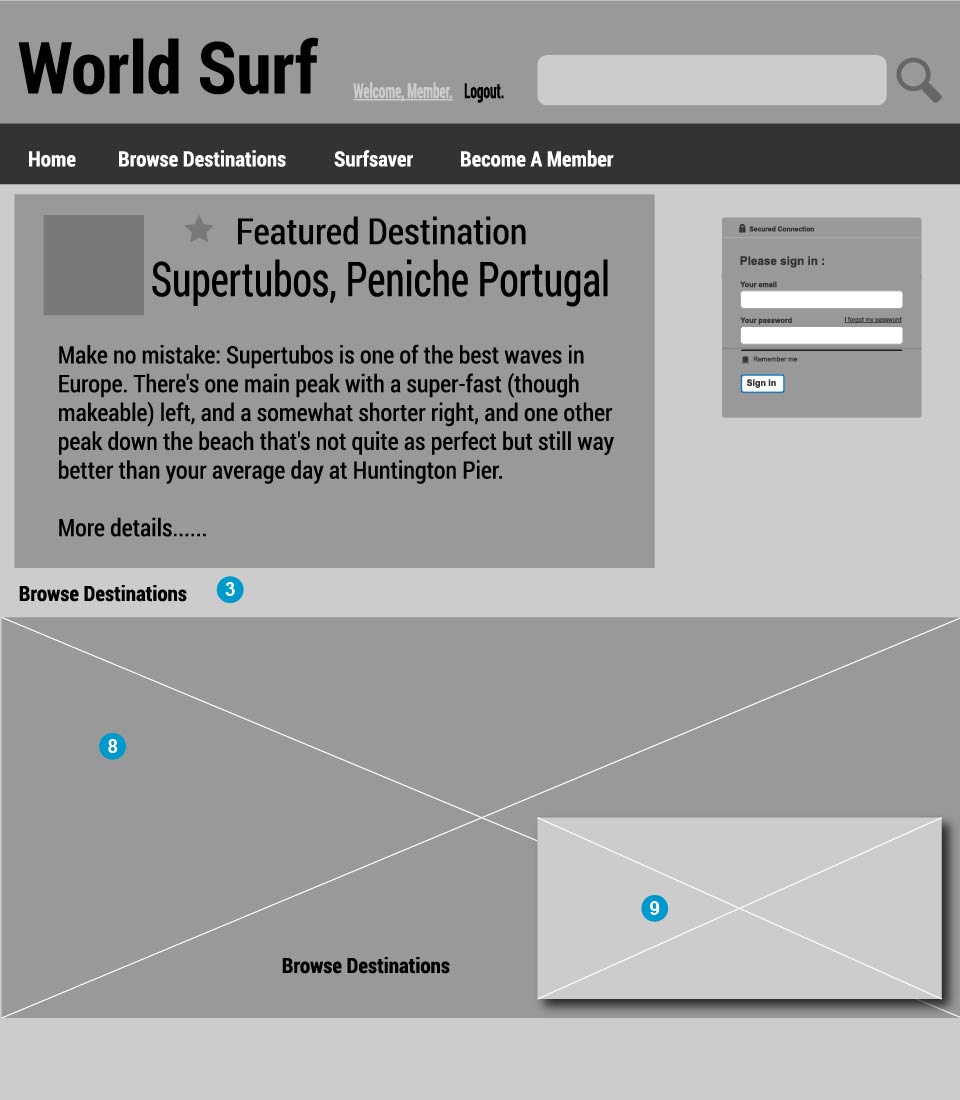 World Surf
Welcome, Member. Logout.
Home Browse Destinations Surfsaver Become A Member
Featured Destination
Supertubos, Peniche Portugal
Make no mistake: Supertubos is one of the best waves in
Europe. There's one main peak with a super-fast (though
makeable) left, and a somewhat shorter right, and one other
peak down the beach that's not quite as perfect but still way
better than your average day at Huntington Pier.
More details......
Secured Connection
Please sign in :
Your email
Your password I forgot my password
Remember me
Sign in
Browse Destinations 3
8
9
Browse Destinations